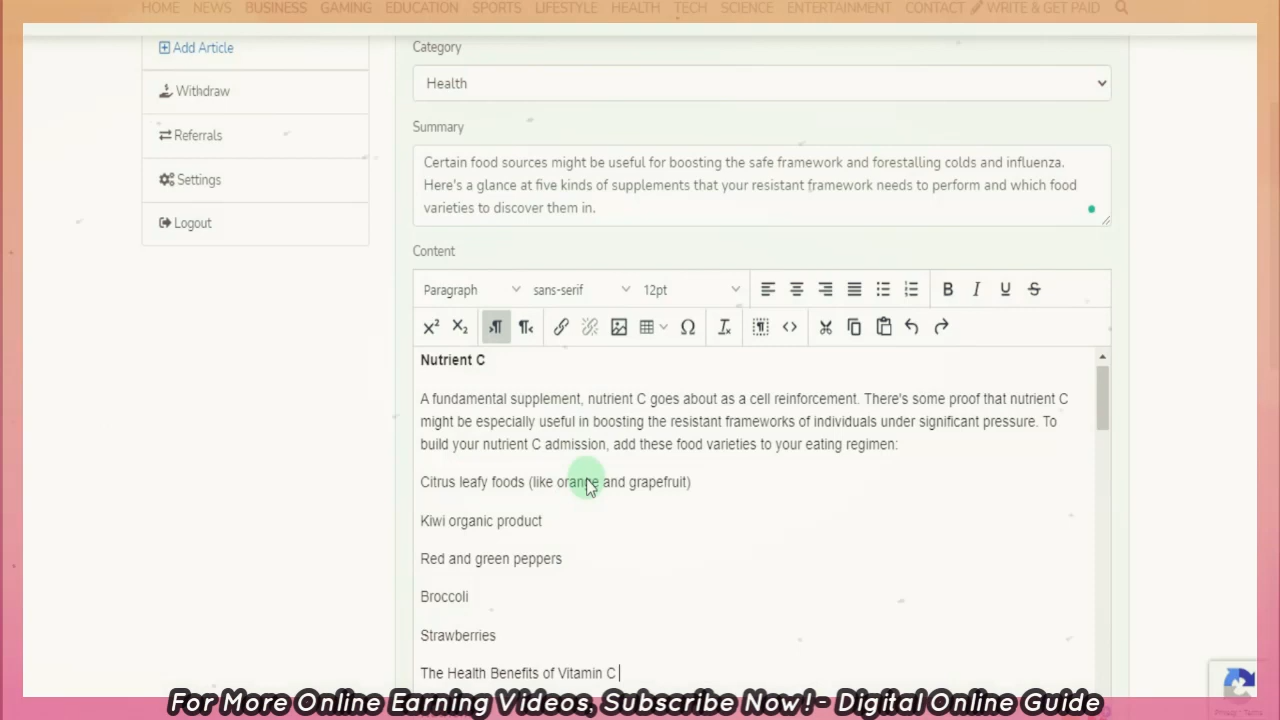 HOME NEWS BUSINESS GAMING EDUCATION SPORTS LIFESTYLE HEALTH TECH SCIENCE ENTERTAINMENT CONTACT WRITE & GET PAID
Add Article
Withdraw
Referrals
Settings
Logout
Category
Health
Summary
Certain food sources might be useful for boosting the safe framework and forestalling colds and influenza.
Here's a glance at five kinds of supplements that your resistant framework needs to perform and which food
varieties to discover them in.
Content
Paragraph sans-serif 12pt
B I U S
X² X₂
Nutrient C
A fundamental supplement, nutrient C goes about as a cell reinforcement. There's some proof that nutrient C
might be especially useful in boosting the resistant frameworks of individuals under significant pressure. To
build your nutrient C admission, add these food varieties to your eating regimen:
Citrus leafy foods (like orange and grapefruit)
Kiwi organic product
Red and green peppers
Broccoli
Strawberries
The Health Benefits of Vitamin C
For More Online Earning Videos, Subscribe Now! - Digital Online Guide